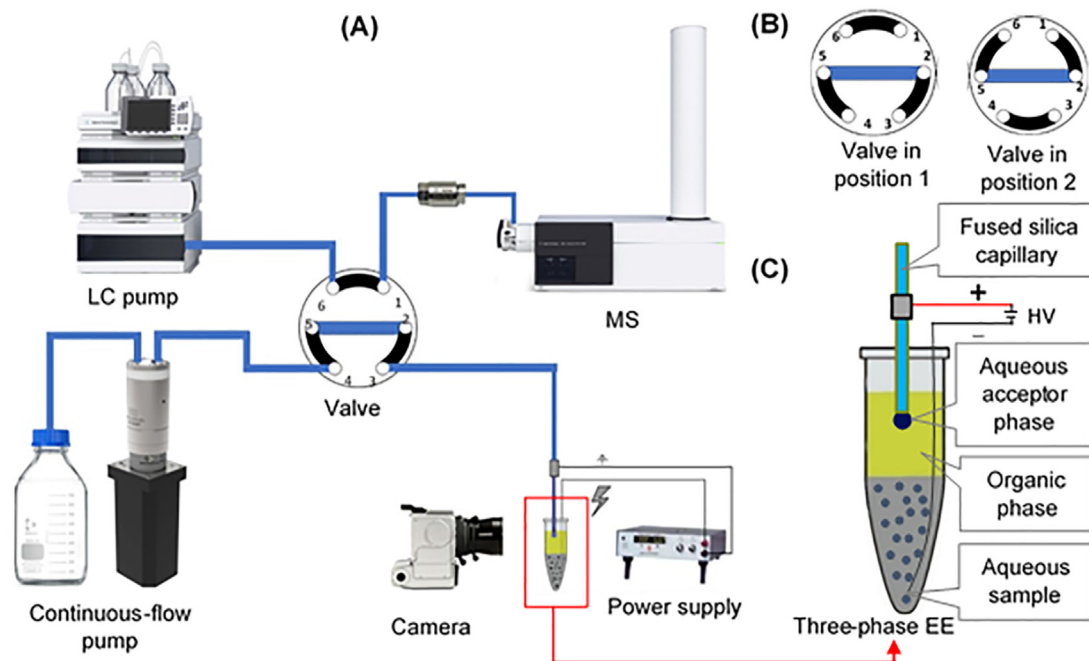 (A)
LC pump
MS
6
1
5
2
4
3
Valve
Continuous-flow
pump
Camera
Power supply
(B)
6
1
5
2
4
3
Valve in
position 1
6
1
5
2
4
3
Valve in
position 2
(C)
Fused silica
capillary
+
HV
−
Aqueous
acceptor
phase
Organic
phase
Aqueous
sample
Three-phase EE